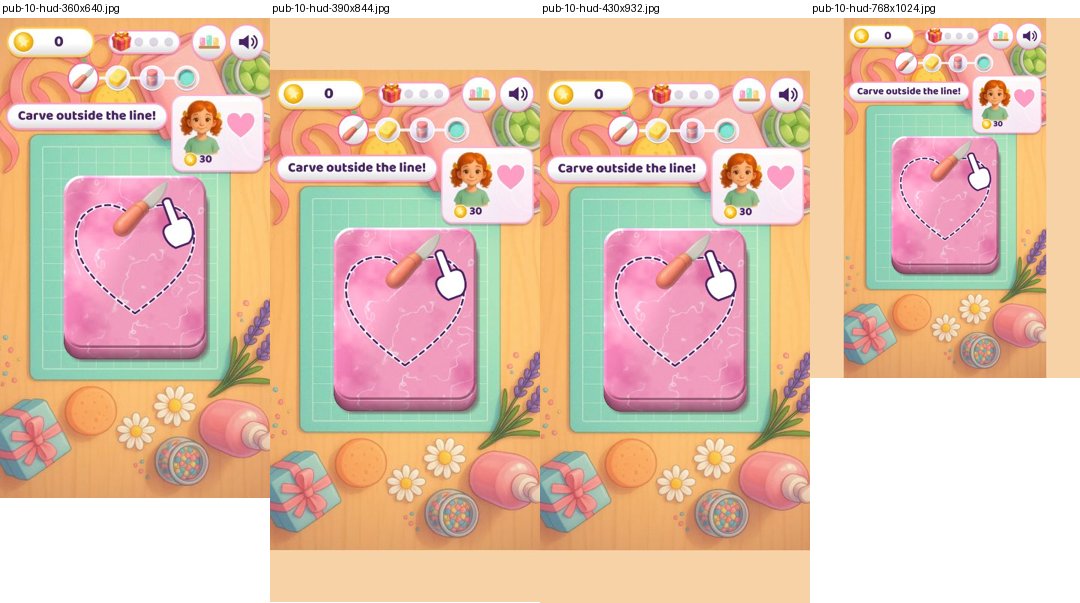 pub-10-hud-360x640.jpg
pub-10-hud-390x844.jpg
pub-10-hud-430x932.jpg
pub-10-hud-768x1024.jpg
0
Carve outside the line!
30
0
Carve outside the line!
30
0
Carve outside the line!
30
0
Carve outside the line!
30